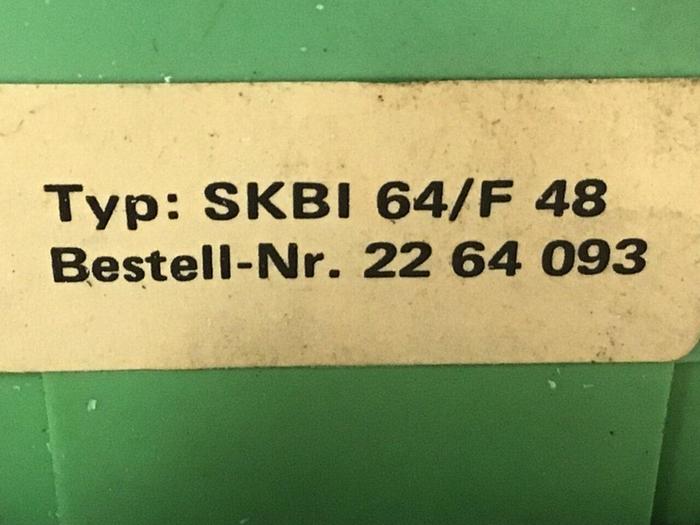 Typ: SKBI 64/F 48
Bestell-Nr. 22 64 093